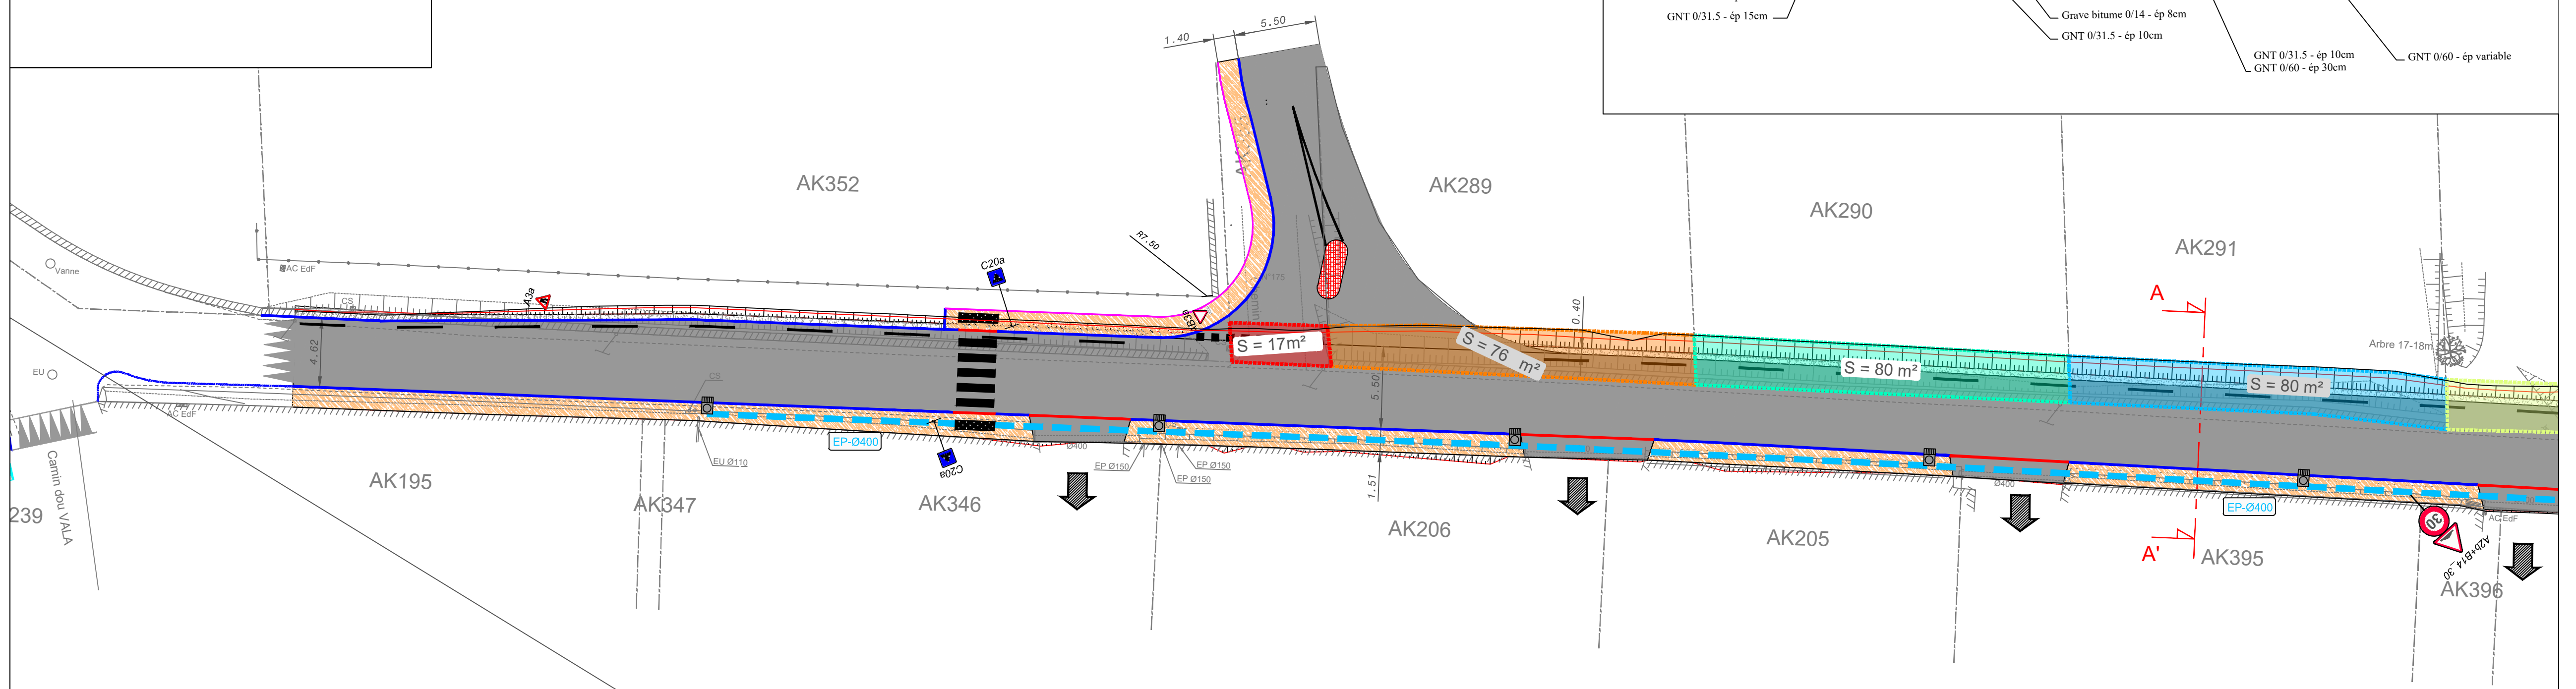 GNT 0/31.5 - ép 15cm
Grave bitume 0/14 - ép 8cm
GNT 0/31.5 - ép 10cm
GNT 0/31.5 - ép 10cm
GNT 0/60 - ép 30cm
GNT 0/60 - ép variable
1.40
5.50
AK352
AK289
AK290
AK291
R7.50
Vanne
AC EdF
C20a
A3a
CS
AB3a
N°175
0.40
A
S = 17m²
S = 76 m²
S = 80 m²
S = 80 m²
Arbre 17-18m
4.62
5.50
EU
CS
AC EdF
EP-Ø400
Ø400
EU Ø110
C20a
EP Ø150
EP Ø150
EP Ø150
1.51
Ø400
EP-Ø400
30
AC EdF
A2b+B14_30
Camin dou VALA
239
AK195
AK347
AK346
AK206
AK205
A'
AK395
AK396